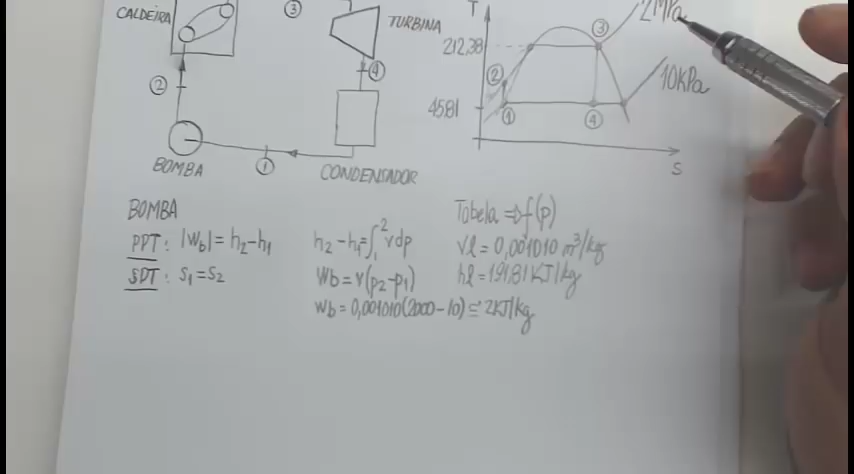 CALDEIRA
③
TURBINA
④
②
BOMBA
①
CONDENSADOR
T
2MPa
212,38
③
②
10KPa
45,81
①
④
S
BOMBA
PPT: |Wb| = h2 - h1
SDT: S1 = S2
h2 - h1 = ∫₁² vdp
Wb = v(p2 - p1)
Wb = 0,001010(2000 - 10) ≅ 2KJ/kg
Tabela ⇒ f(p)
vl = 0,001010 m³/kg
hl = 191,81 KJ/kg